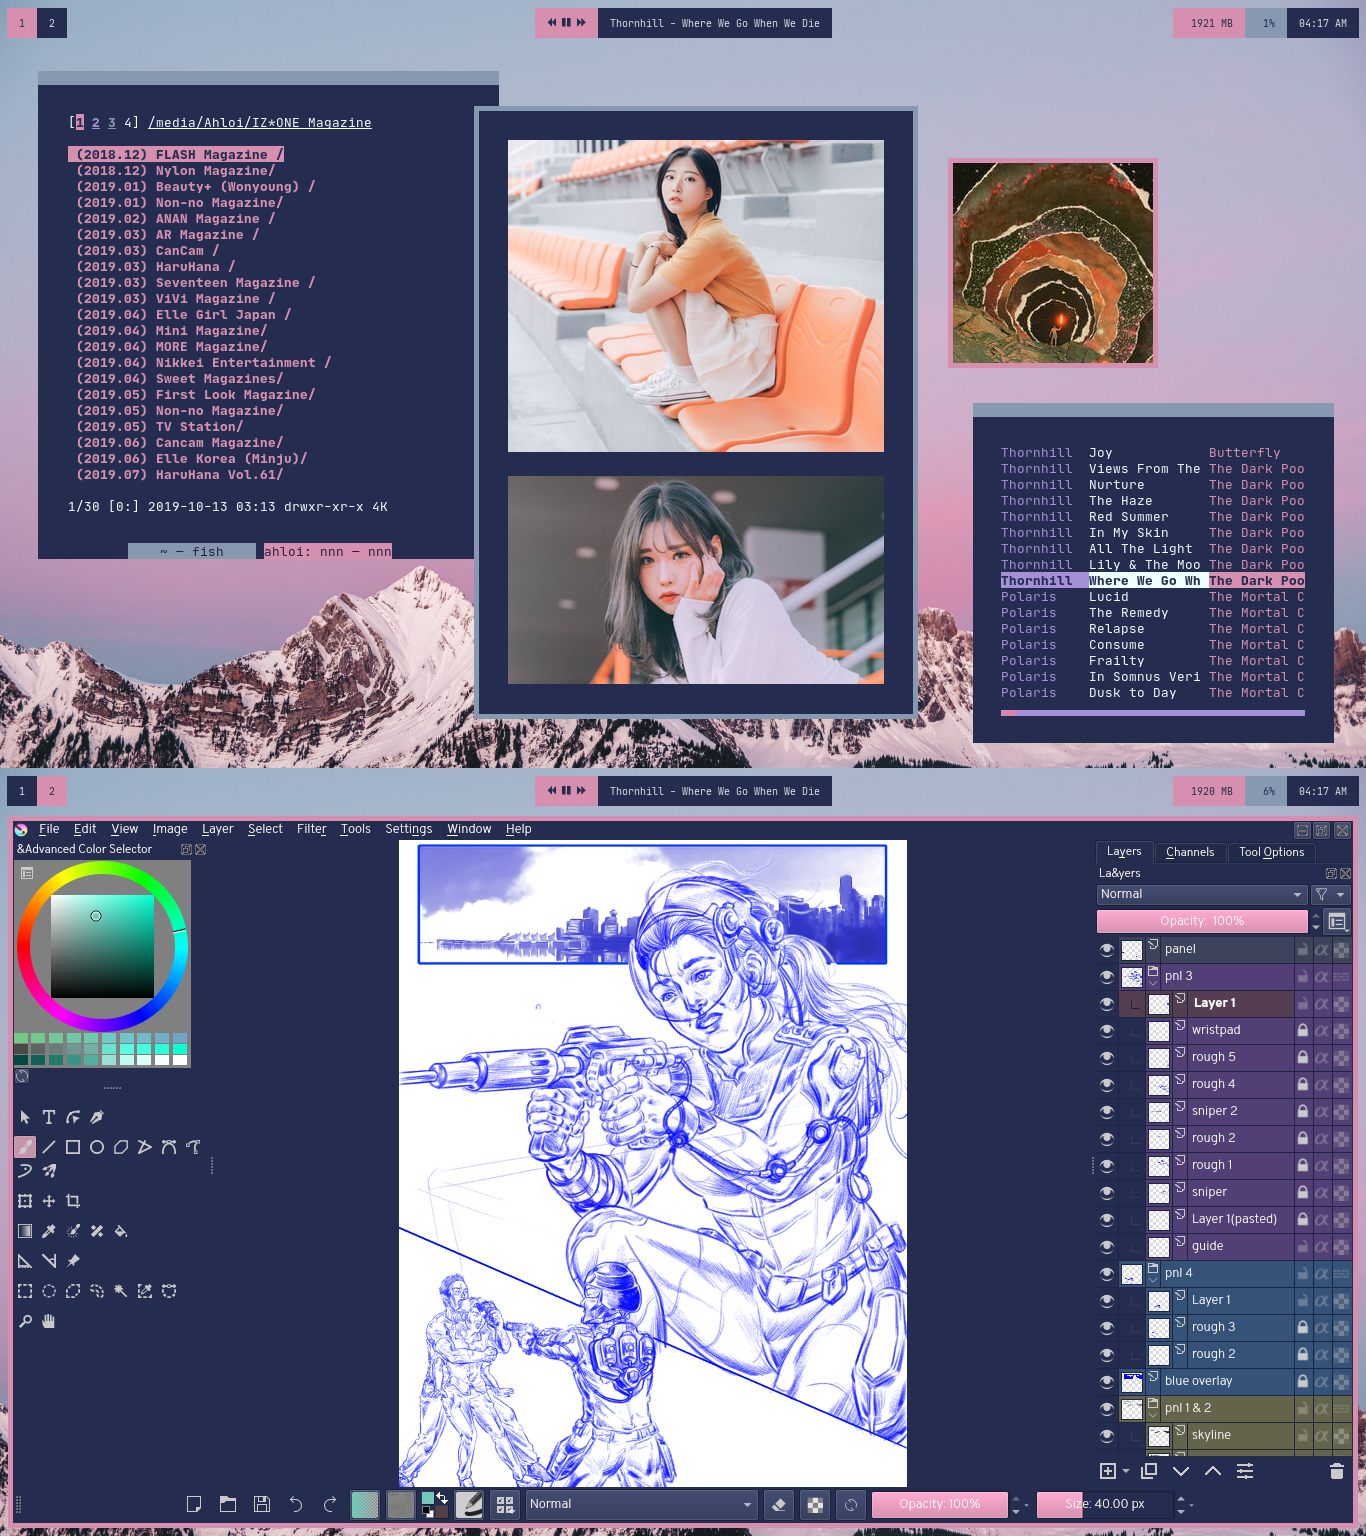 1 2
Thornhill - Where We Go When We Die
1921 MB 1% 04:17 AM
[1 2 3 4] /media/Ahloi/IZ*ONE Magazine
(2018.12) FLASH Magazine /
(2018.12) Nylon Magazine/
(2019.01) Beauty+ (Wonyoung) /
(2019.01) Non-no Magazine/
(2019.02) ANAN Magazine /
(2019.03) AR Magazine /
(2019.03) CanCam /
(2019.03) HaruHana /
(2019.03) Seventeen Magazine /
(2019.03) ViVi Magazine /
(2019.04) Elle Girl Japan /
(2019.04) Mini Magazine/
(2019.04) MORE Magazine/
(2019.04) Nikkei Entertainment /
(2019.04) Sweet Magazines/
(2019.05) First Look Magazine/
(2019.05) Non-no Magazine/
(2019.05) TV Station/
(2019.06) Cancam Magazine/
(2019.06) Elle Korea (Minju)/
(2019.07) HaruHana Vol.61/
1/30 [0:] 2019-10-13 03:13 drwxr-xr-x 4K
~ — fish
ahloi: nnn — nnn
Thornhill Joy Butterfly
Thornhill Views From The The Dark Poo
Thornhill Nurture The Dark Poo
Thornhill The Haze The Dark Poo
Thornhill Red Summer The Dark Poo
Thornhill In My Skin The Dark Poo
Thornhill All The Light The Dark Poo
Thornhill Lily & The Moo The Dark Poo
Thornhill Where We Go Wh The Dark Poo
Polaris Lucid The Mortal C
Polaris The Remedy The Mortal C
Polaris Relapse The Mortal C
Polaris Consume The Mortal C
Polaris Frailty The Mortal C
Polaris In Somnus Veri The Mortal C
Polaris Dusk to Day The Mortal C
1 2
Thornhill - Where We Go When We Die
1920 MB 6% 04:17 AM
File Edit View Image Layer Select Filter Tools Settings Window Help
&Advanced Color Selector
Layers Channels Tool Options
La&yers
Normal
Opacity: 100%
panel
pnl 3
Layer 1
wristpad
rough 5
rough 4
sniper 2
rough 2
rough 1
sniper
Layer 1(pasted)
guide
pnl 4
Layer 1
rough 3
rough 2
blue overlay
pnl 1 & 2
skyline
Normal
Opacity: 100%
Size: 40.00 px